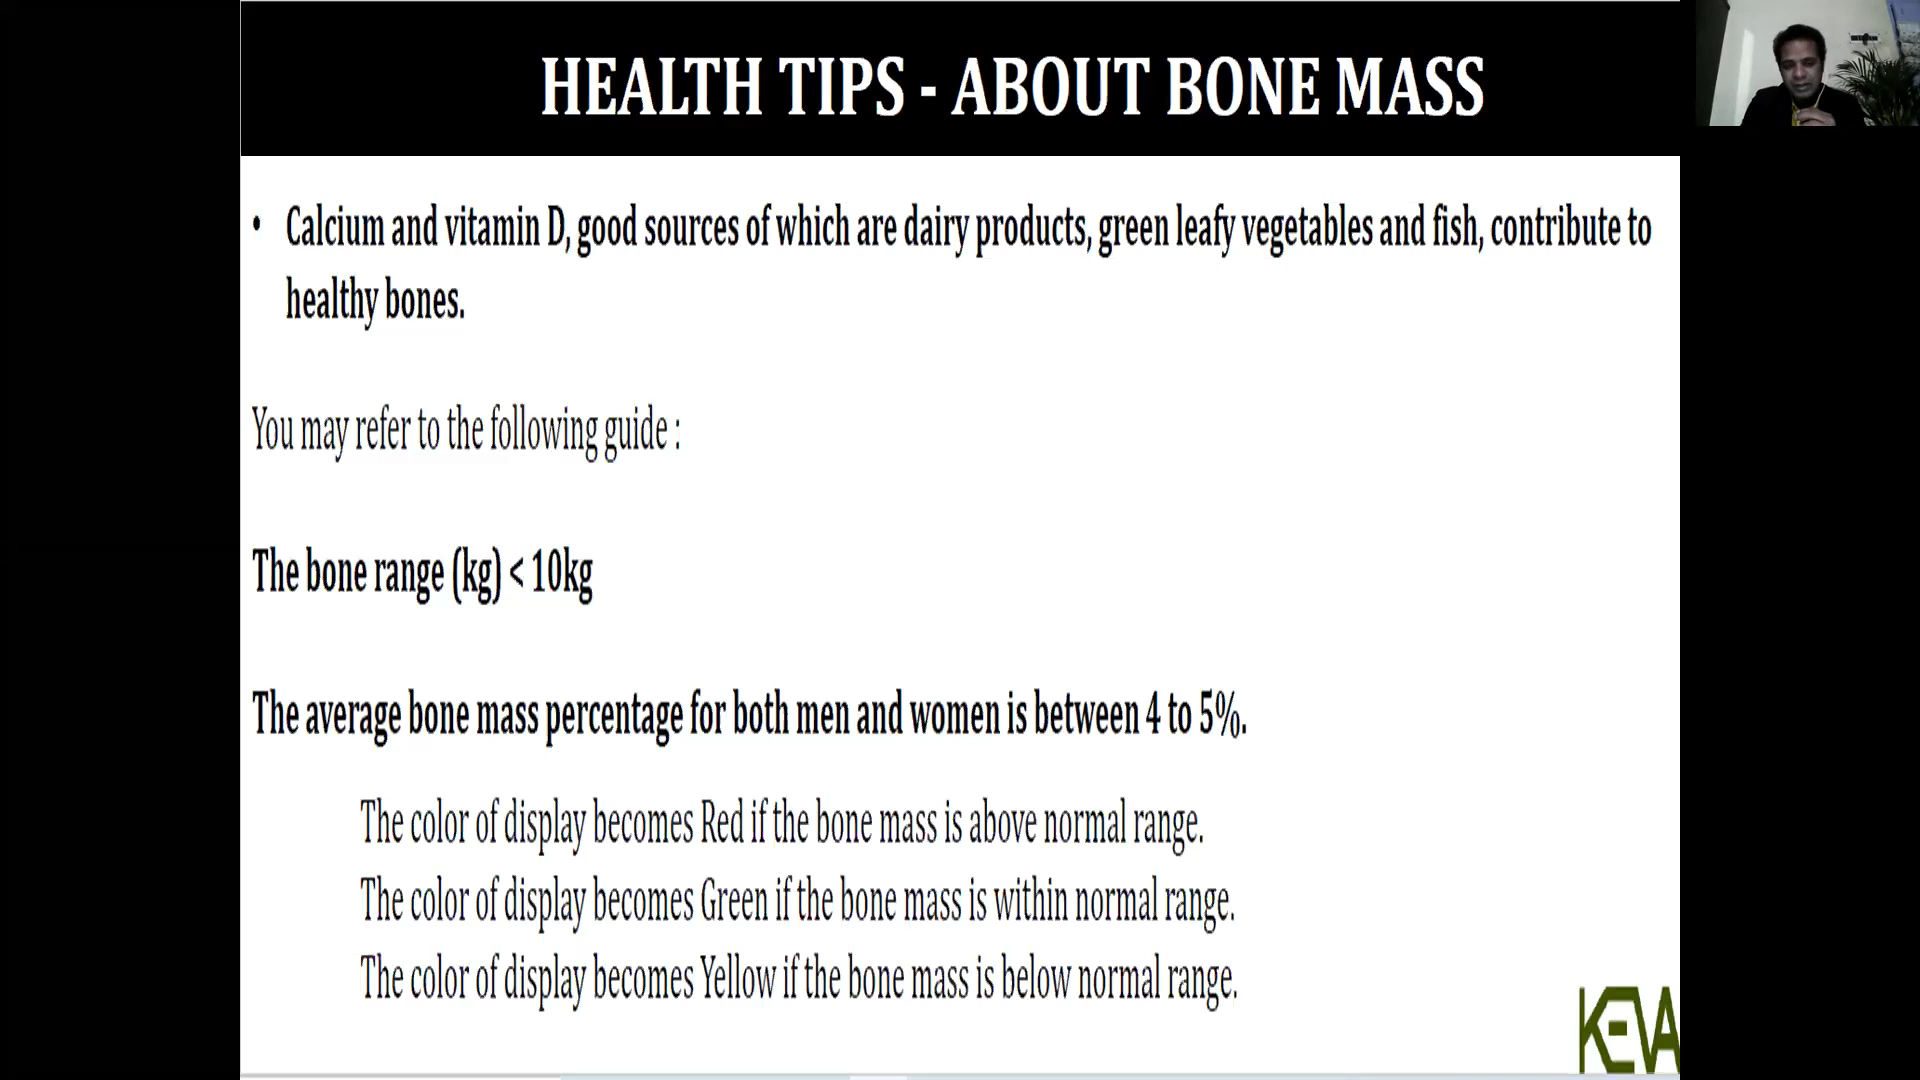 HEALTH TIPS - ABOUT BONE MASS
• Calcium and vitamin D, good sources of which are dairy products, green leafy vegetables and fish, contribute to
healthy bones.
You may refer to the following guide :
The bone range (kg) < 10kg
The average bone mass percentage for both men and women is between 4 to 5%.
The color of display becomes Red if the bone mass is above normal range.
The color of display becomes Green if the bone mass is within normal range.
The color of display becomes Yellow if the bone mass is below normal range.
KEVA